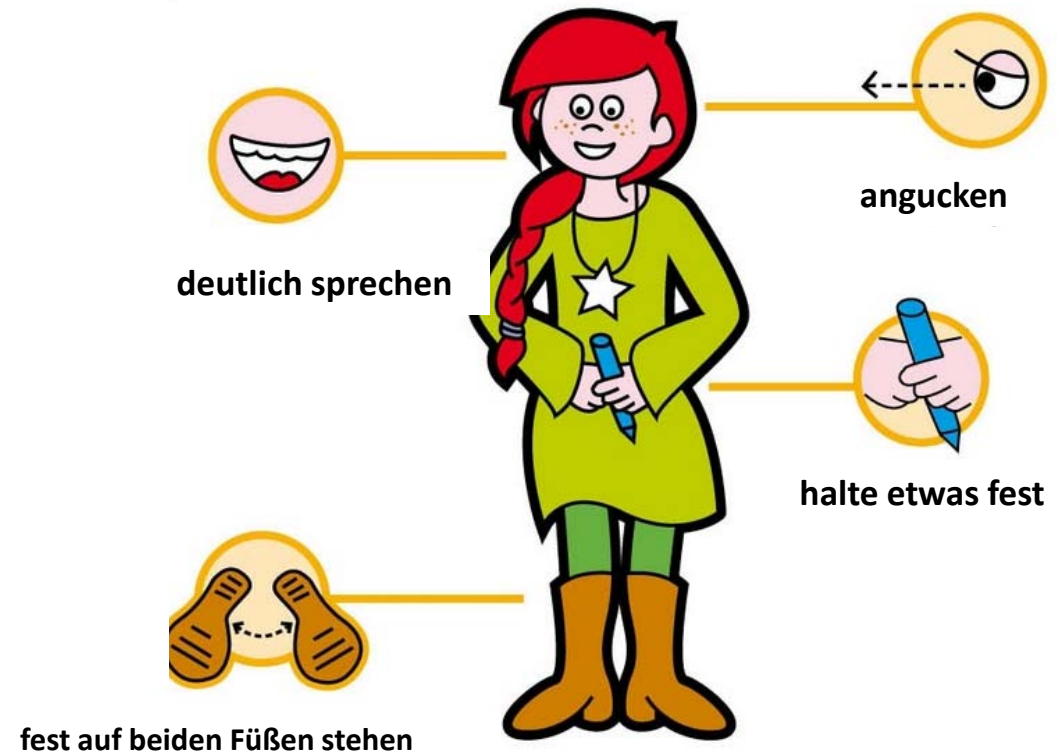 angucken
deutlich sprechen
halte etwas fest
fest auf beiden Füßen stehen